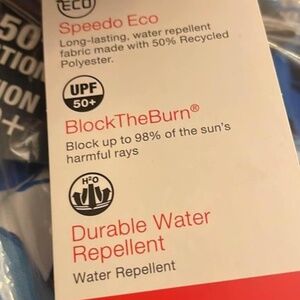 ECO
Speedo Eco
Long-lasting, water repellent
fabric made with 50% Recycled
Polyester.
UPF
50+
BlockTheBurn®
Block up to 98% of the sun's
harmful rays
H²O
Durable Water
Repellent
Water Repellent
50